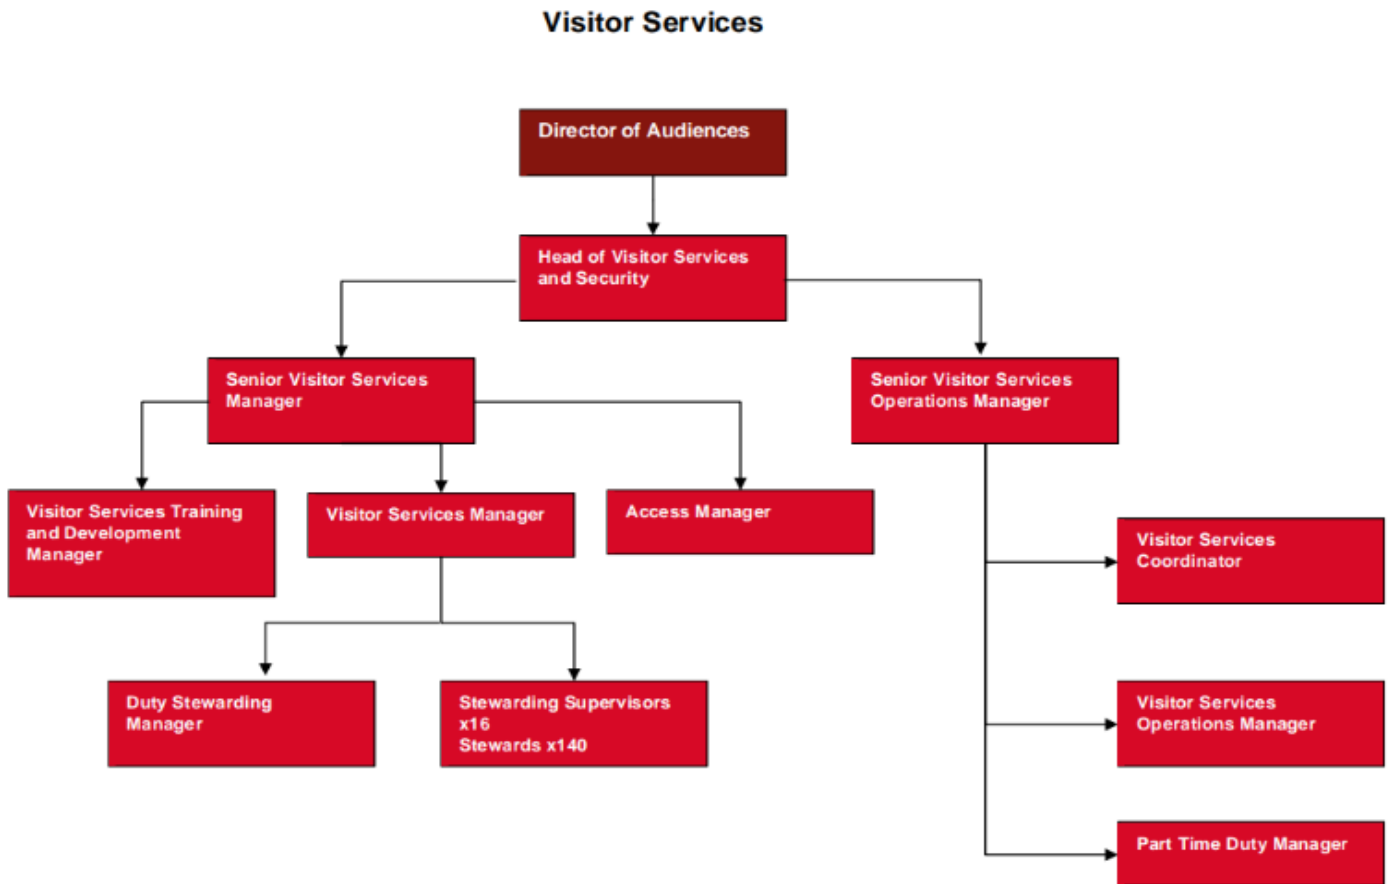 Visitor Services
Director of Audiences
Head of Visitor Services
and Security
Senior Visitor Services
Manager
Senior Visitor Services
Operations Manager
Visitor Services Training
and Development
Manager
Visitor Services Manager
Access Manager
Visitor Services
Coordinator
Duty Stewarding
Manager
Stewarding Supervisors
x16
Stewards x140
Visitor Services
Operations Manager
Part Time Duty Manager